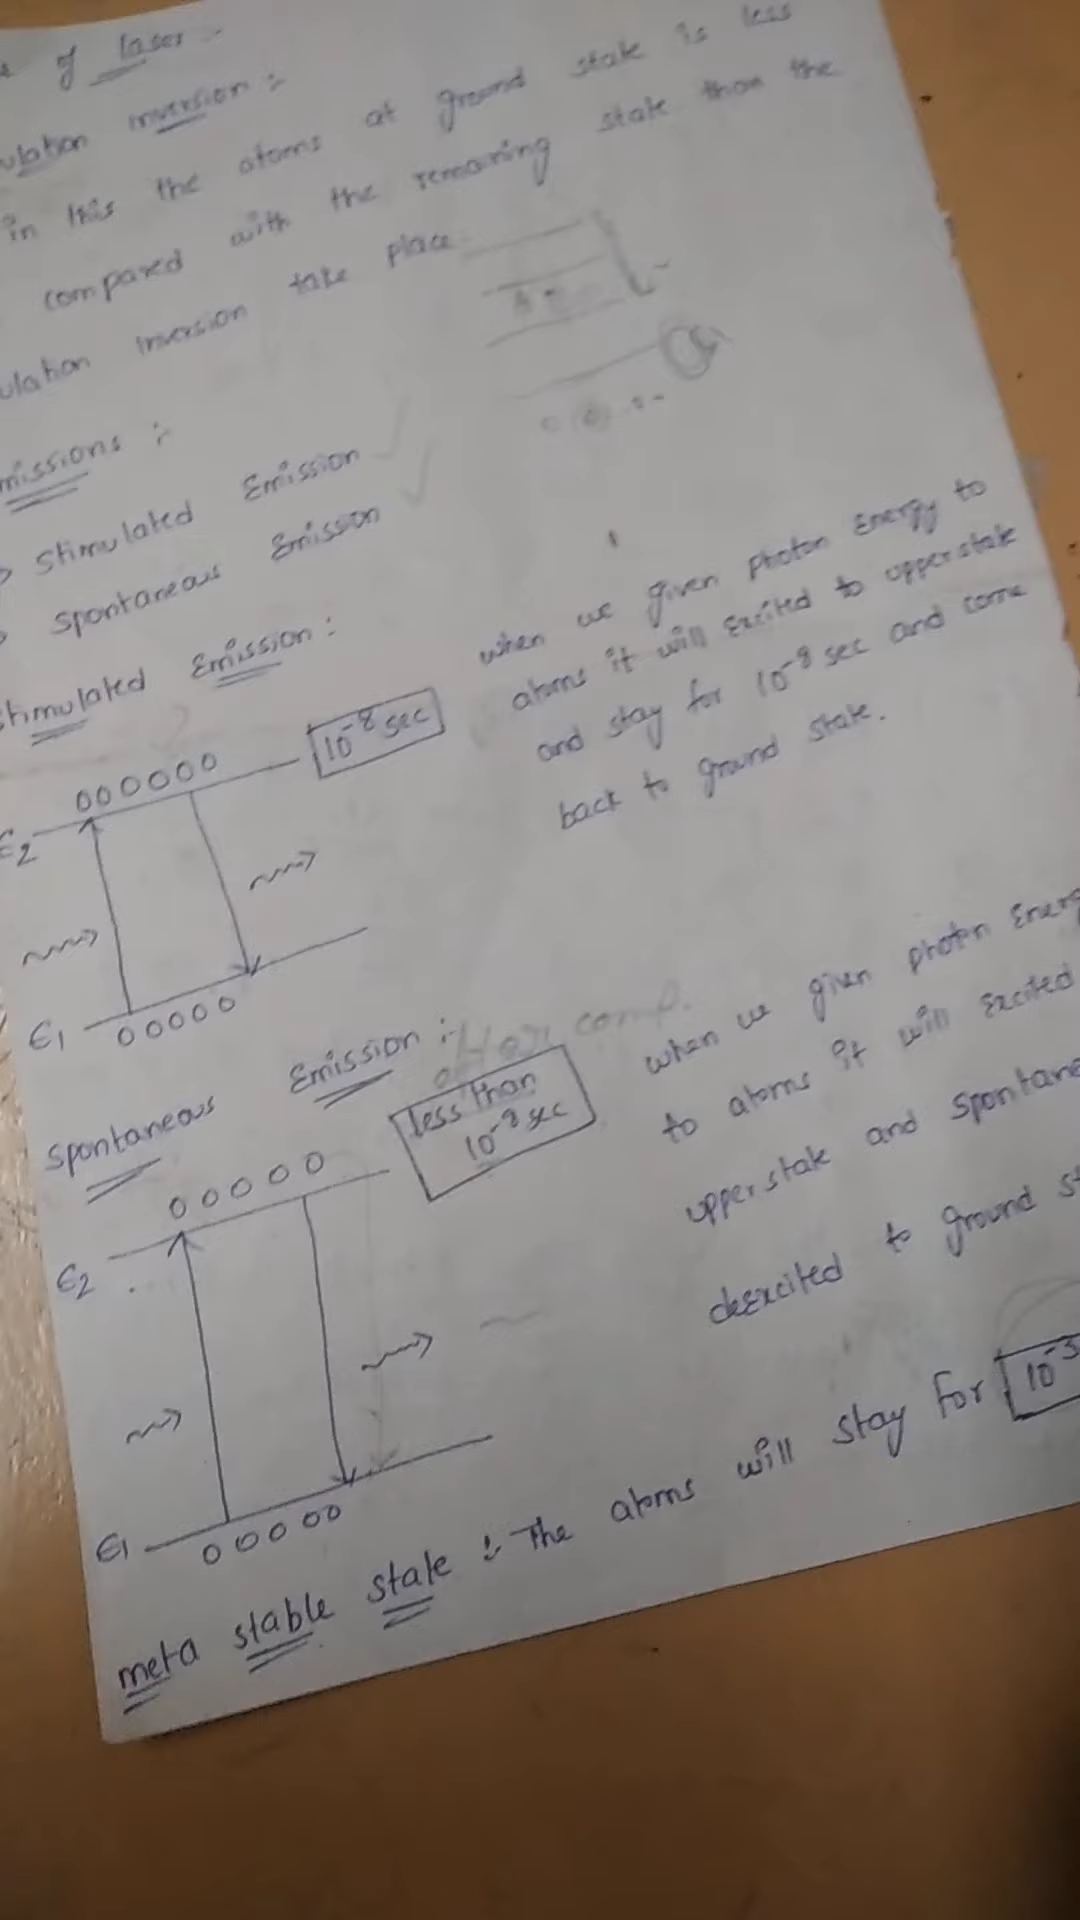 of laser :-
ulation inversion :-
in this the atoms at ground state is less
compared with the remaining state than the
ulation inversion take place
missions :-
stimulated Emission
spontaneous Emission
timulated Emission :
when we given photon Energy to
atoms it will Excited to upper state
and stay for 10⁻⁸ sec and come
back to ground state.
10⁻⁸ sec
E2
E1
Spontaneous Emission :-
less than
10⁻⁸ sec
when we given photon Energ
to atoms it will Excited
upper state and spontane
deExcited to ground st
E2
E1
meta stable state :- The atoms will stay For 10⁻³